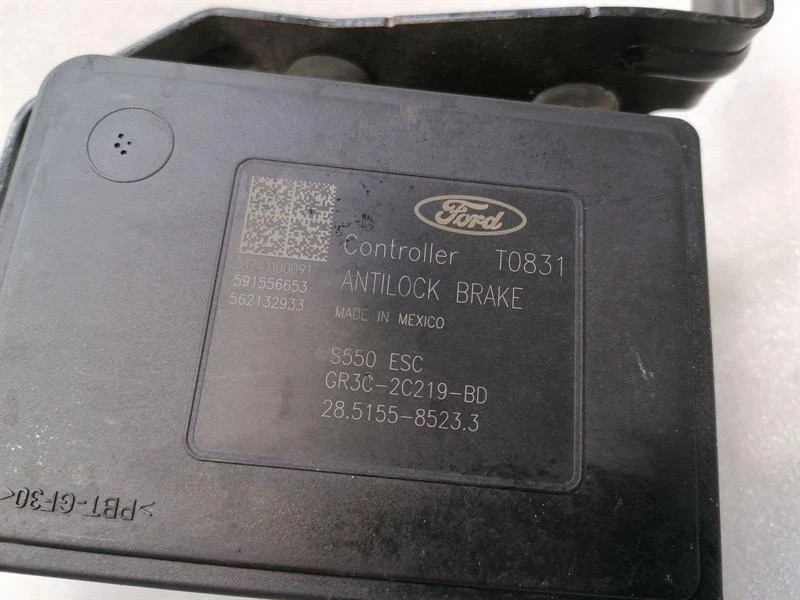 Ford
Controller T0831
51241100091
591556653
562132933
ANTILOCK BRAKE
MADE IN MEXICO
S550 ESC
GR3C-2C219-BD
28.5155-8523.3
>PBT-GF30<